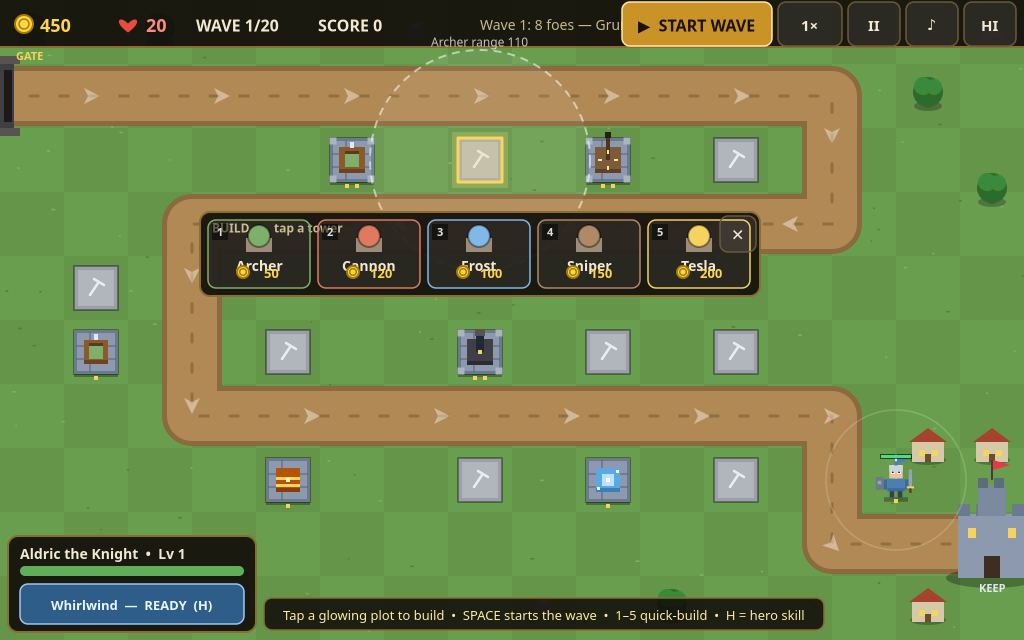 450
20
WAVE 1/20
SCORE 0
Wave 1: 8 foes — Gru
▶ START WAVE
1×
II
♪
HI
Archer range 110
GATE
BUILD tap a tower
✕
1 Archer 50
2 Cannon 120
3 Frost 100
4 Sniper 150
5 Tesla 200
KEEP
Aldric the Knight • Lv 1
Whirlwind — READY (H)
Tap a glowing plot to build • SPACE starts the wave • 1–5 quick-build • H = hero skill